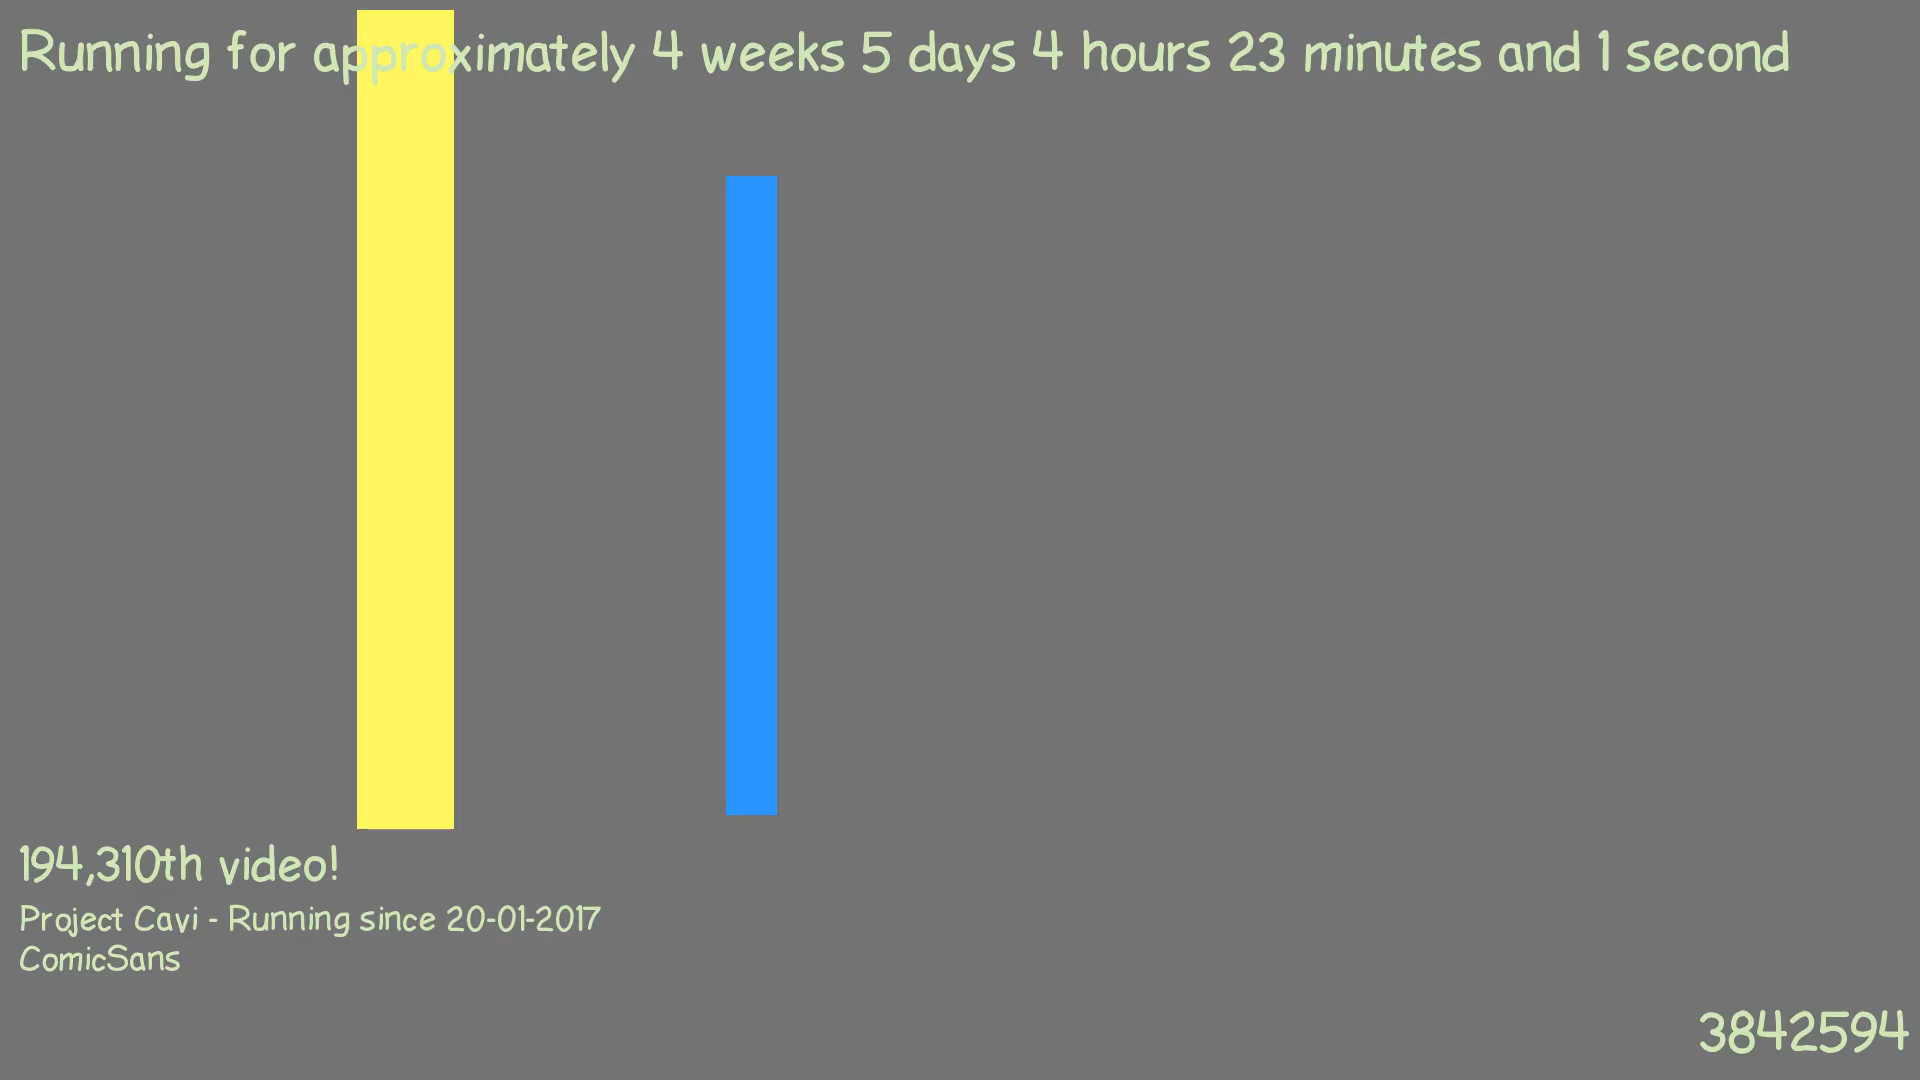 Running for approximately 4 weeks 5 days 4 hours 23 minutes and 1 second
194,310th video!
Project Cavi - Running since 20-01-2017
ComicSans
3842594